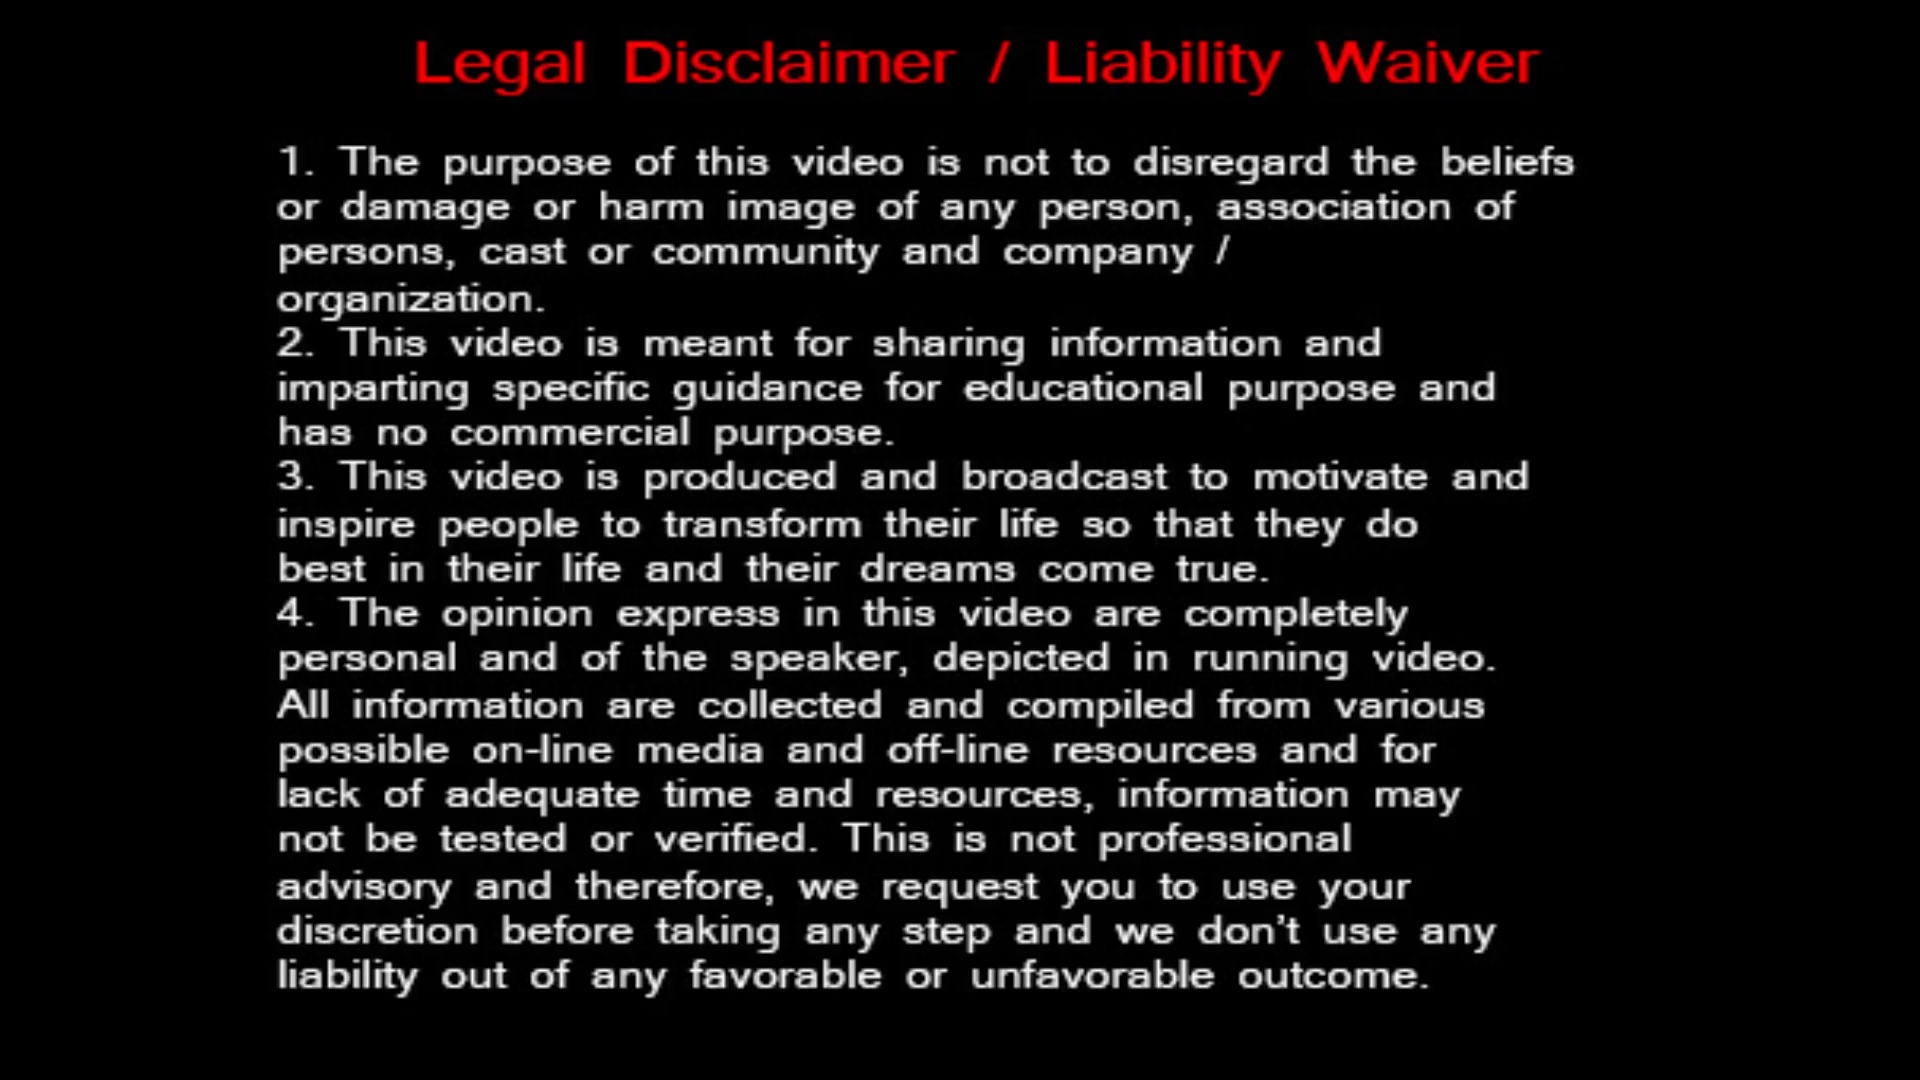 Legal Disclaimer / Liability Waiver
1. The purpose of this video is not to disregard the beliefs
or damage or harm image of any person, association of
persons, cast or community and company /
organization.
2. This video is meant for sharing information and
imparting specific guidance for educational purpose and
has no commercial purpose.
3. This video is produced and broadcast to motivate and
inspire people to transform their life so that they do
best in their life and their dreams come true.
4. The opinion express in this video are completely
personal and of the speaker, depicted in running video.
All information are collected and compiled from various
possible on-line media and off-line resources and for
lack of adequate time and resources, information may
not be tested or verified. This is not professional
advisory and therefore, we request you to use your
discretion before taking any step and we don't use any
liability out of any favorable or unfavorable outcome.